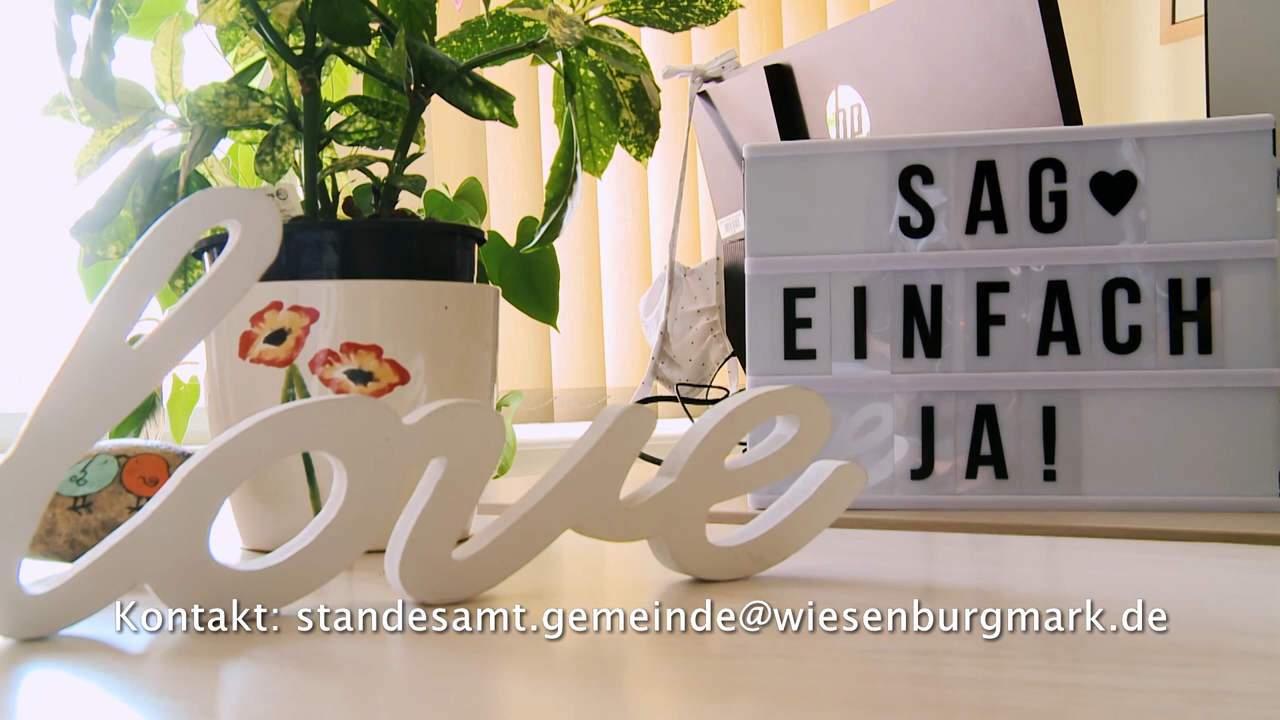 hp
SAG♥
EINFACH
JA!
love
Kontakt: standesamt.gemeinde@wiesenburgmark.de